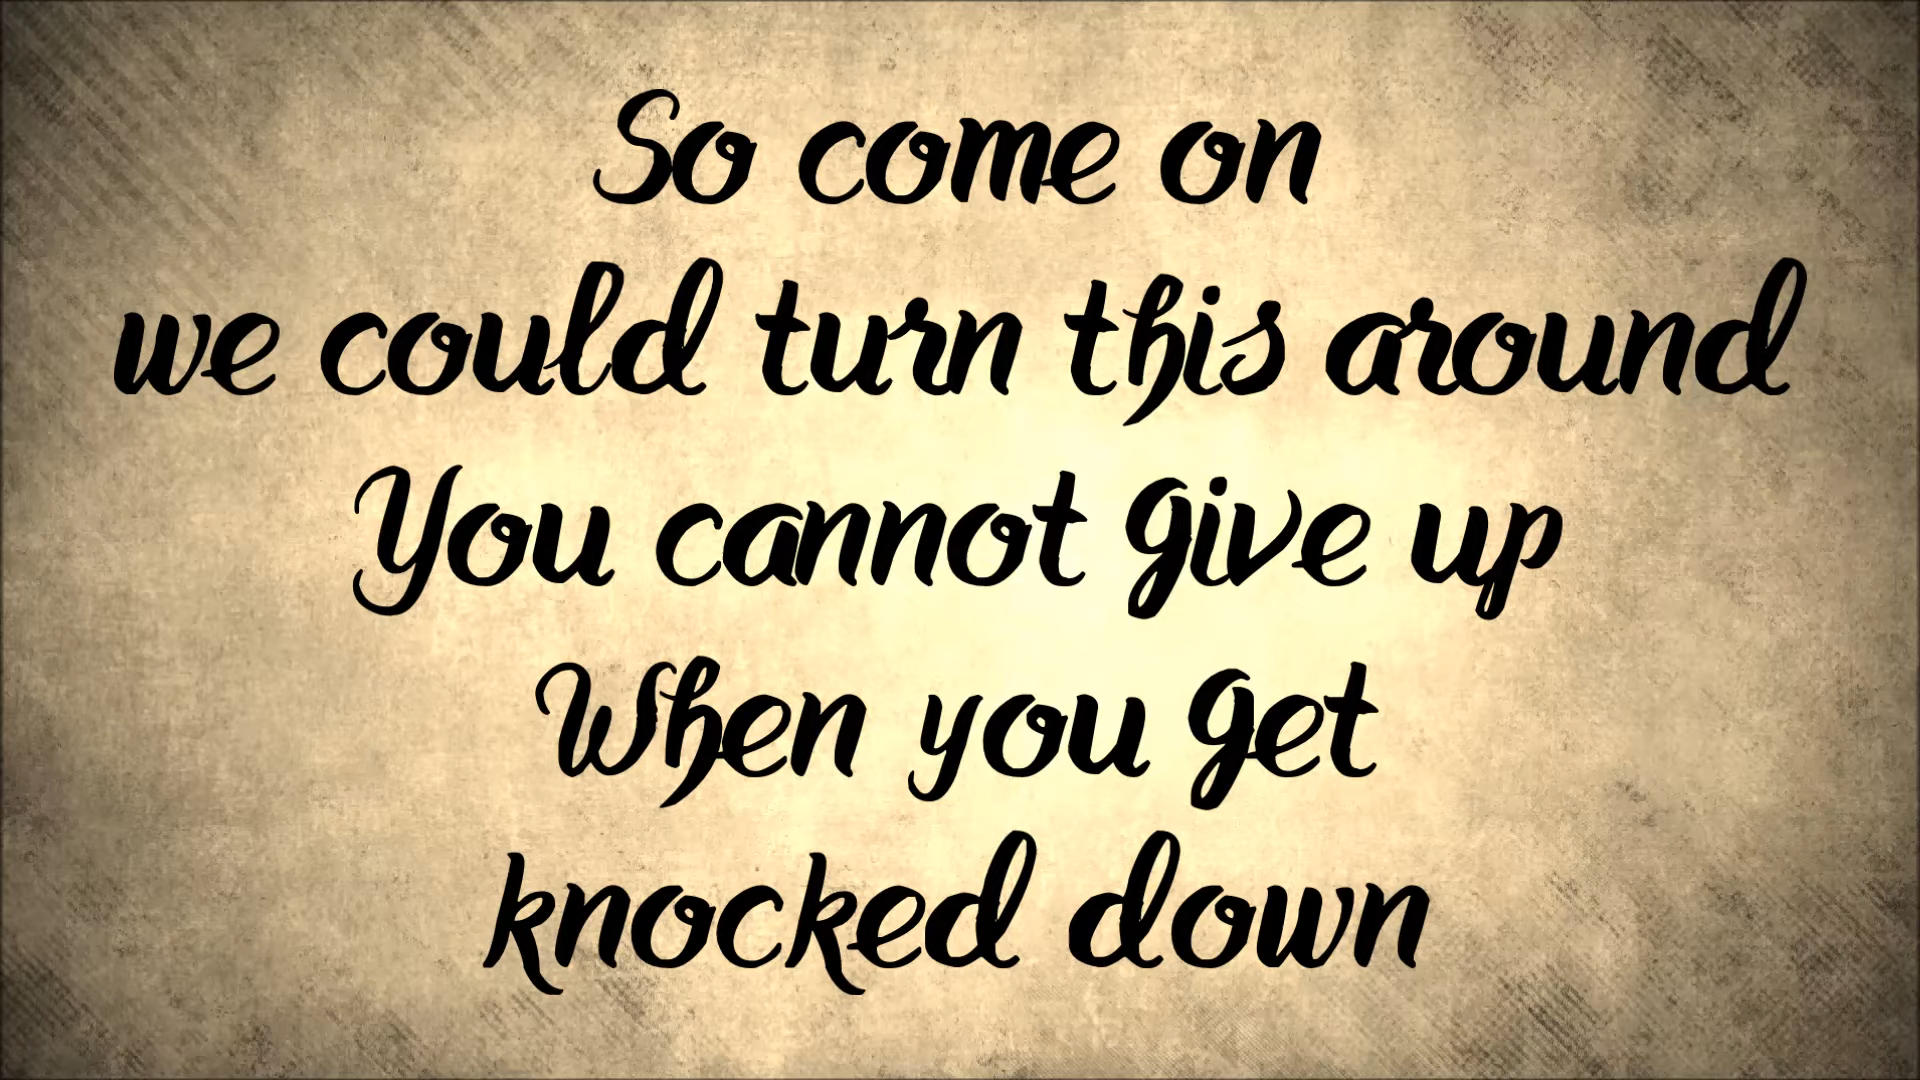 So come on
we could turn this around
You cannot give up
When you get
knocked down